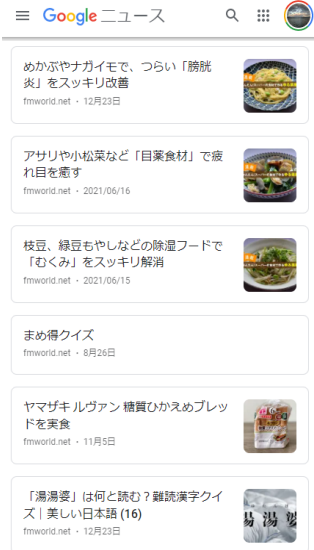 Google ニュース
めかぶやナガイモで、つらい「膀胱
炎」をスッキリ改善
fmworld.net・12月23日
アサリや小松菜など「目薬食材」で疲
れ目を癒す
fmworld.net・2021/06/16
枝豆、緑豆もやしなどの除湿フードで
「むくみ」をスッキリ解消
fmworld.net・2021/06/15
まめ得クイズ
fmworld.net・8月26日
ヤマザキ ルヴァン 糖質ひかえめブレッ
ドを実食
fmworld.net・11月5日
「湯湯婆」は何と読む？難読漢字クイ
ズ｜美しい日本語 (16)
fmworld.net・12月23日
湯湯婆